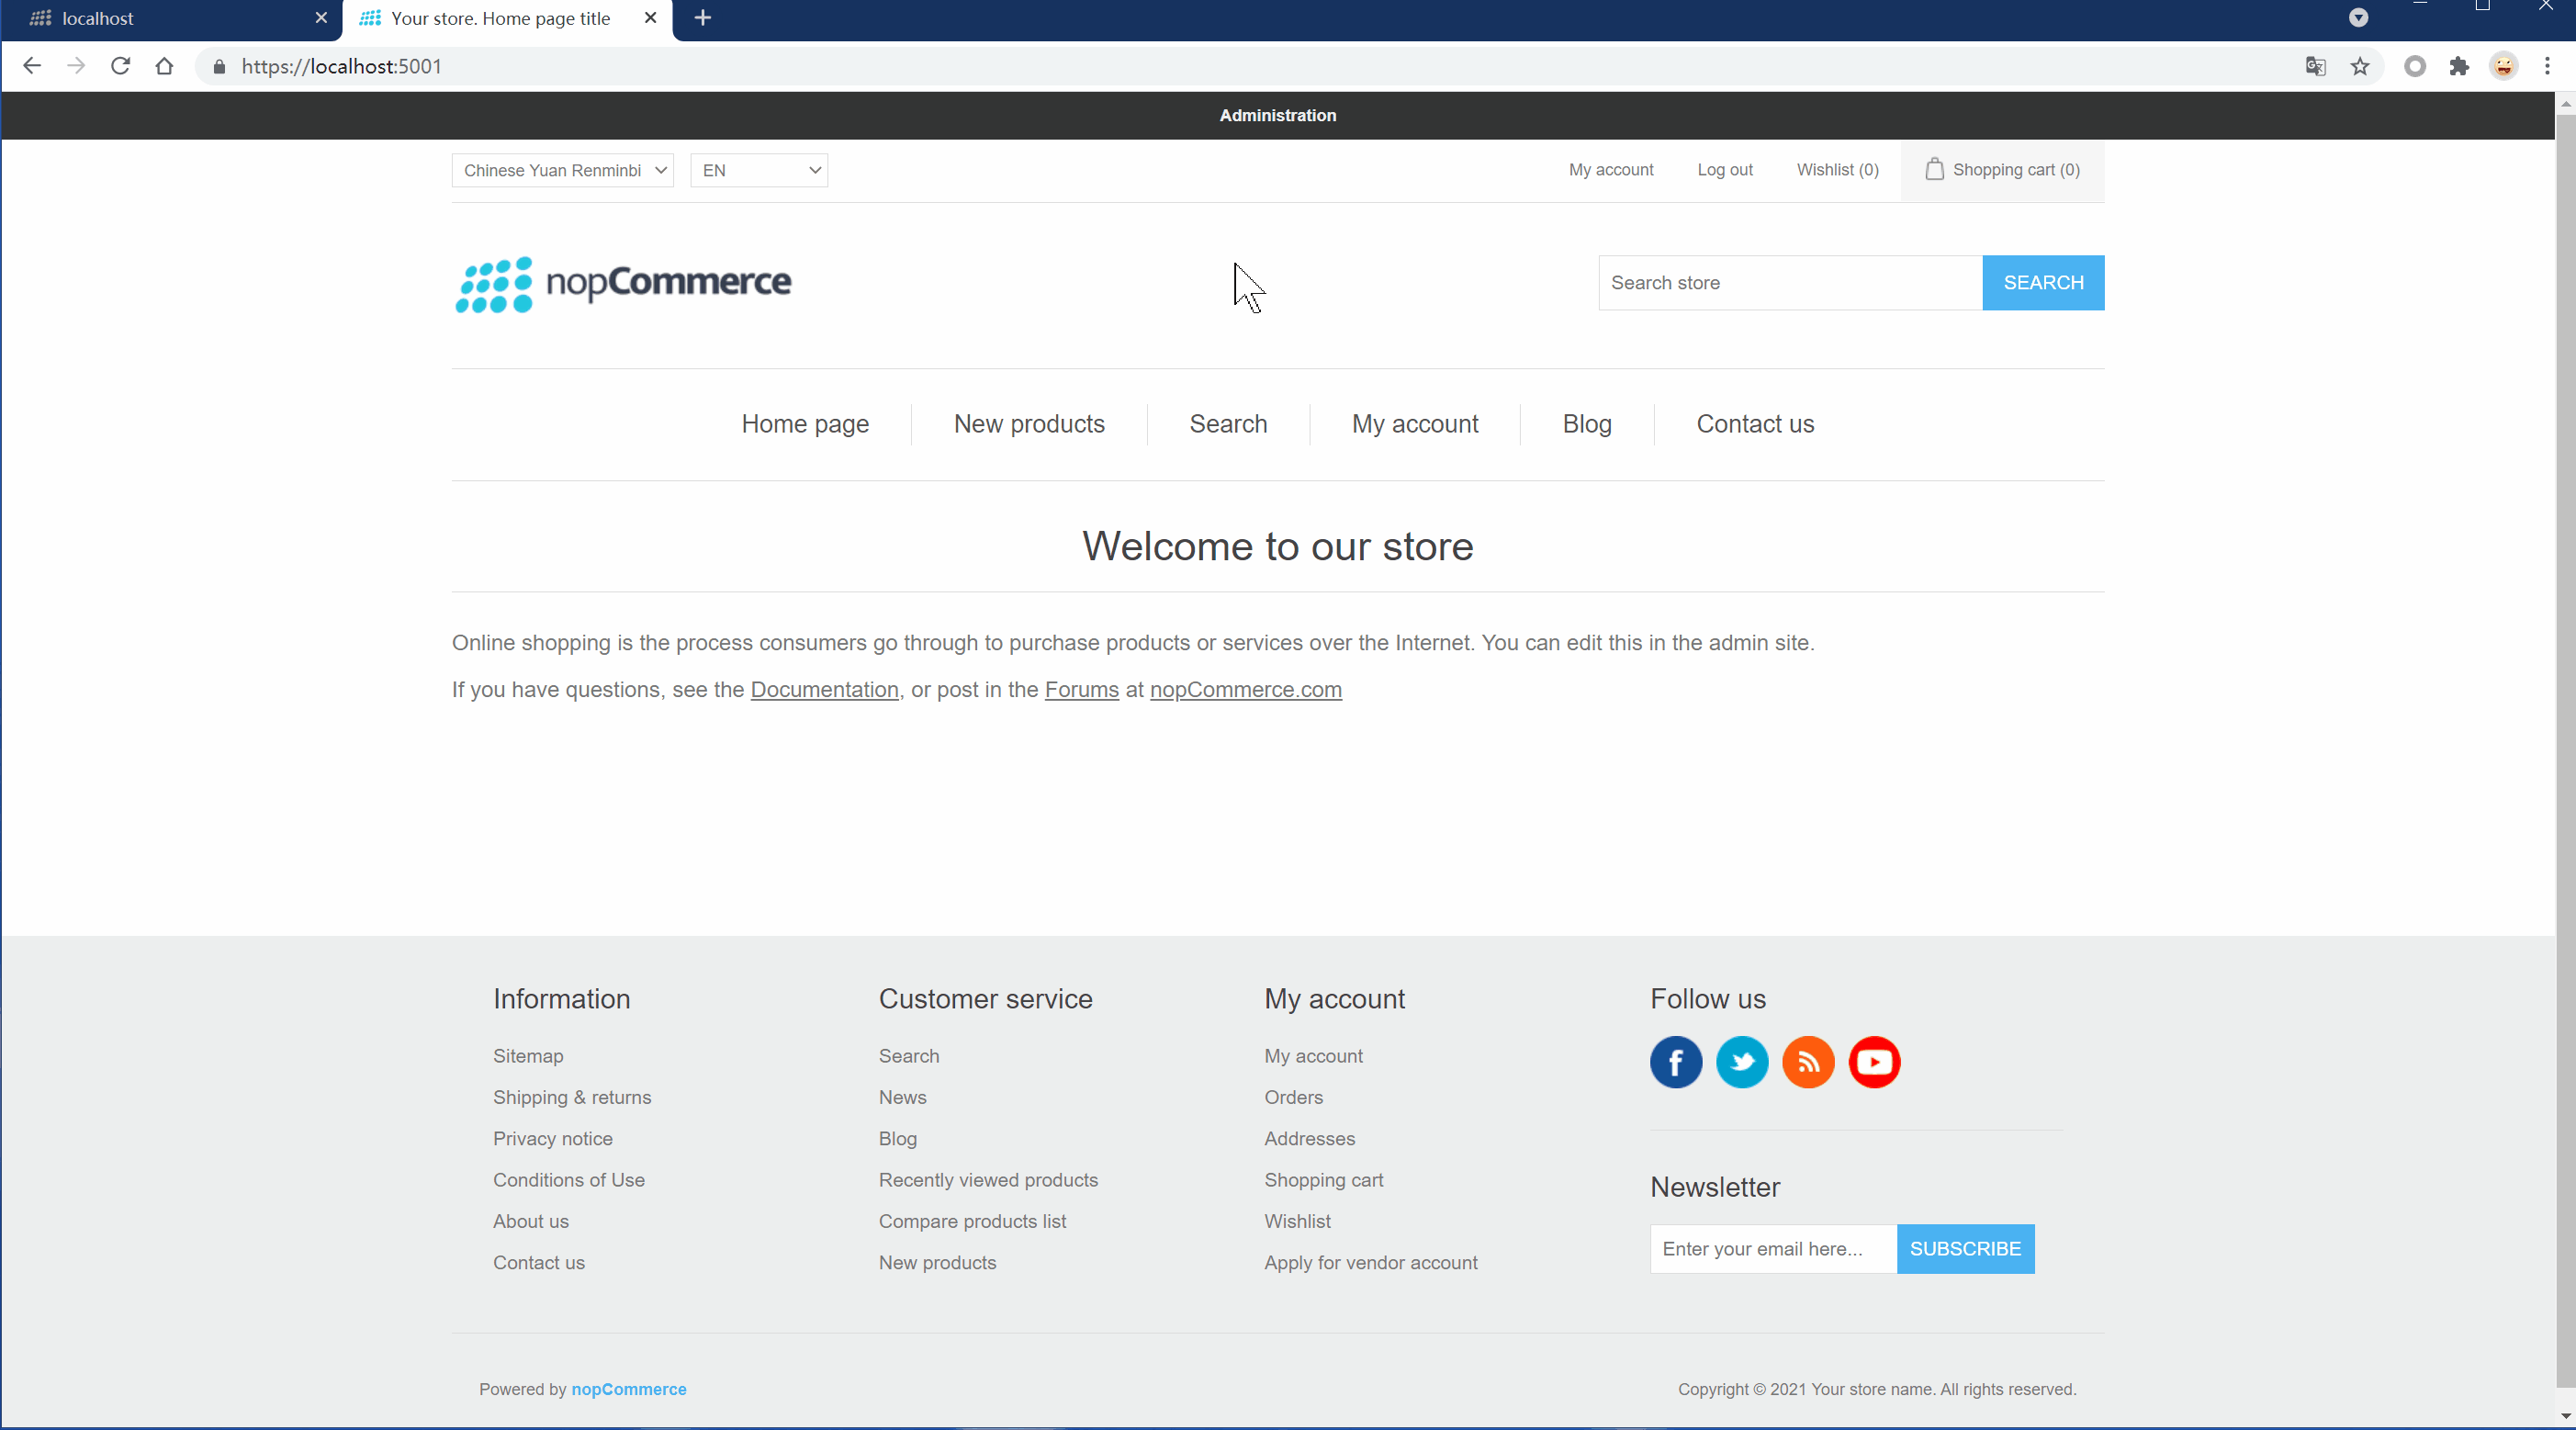 localhost
Your store. Home page title
https://localhost:5001
Administration
Chinese Yuan Renminbi
EN
My account
Log out
Wishlist (0)
Shopping cart (0)
nopCommerce
Search store
SEARCH
Home page
New products
Search
My account
Blog
Contact us
Welcome to our store
Online shopping is the process consumers go through to purchase products or services over the Internet. You can edit this in the admin site.
If you have questions, see the Documentation, or post in the Forums at nopCommerce.com
Information
Sitemap
Shipping & returns
Privacy notice
Conditions of Use
About us
Contact us
Customer service
Search
News
Blog
Recently viewed products
Compare products list
New products
My account
My account
Orders
Addresses
Shopping cart
Wishlist
Apply for vendor account
Follow us
Newsletter
Enter your email here...
SUBSCRIBE
Powered by nopCommerce
Copyright © 2021 Your store name. All rights reserved.